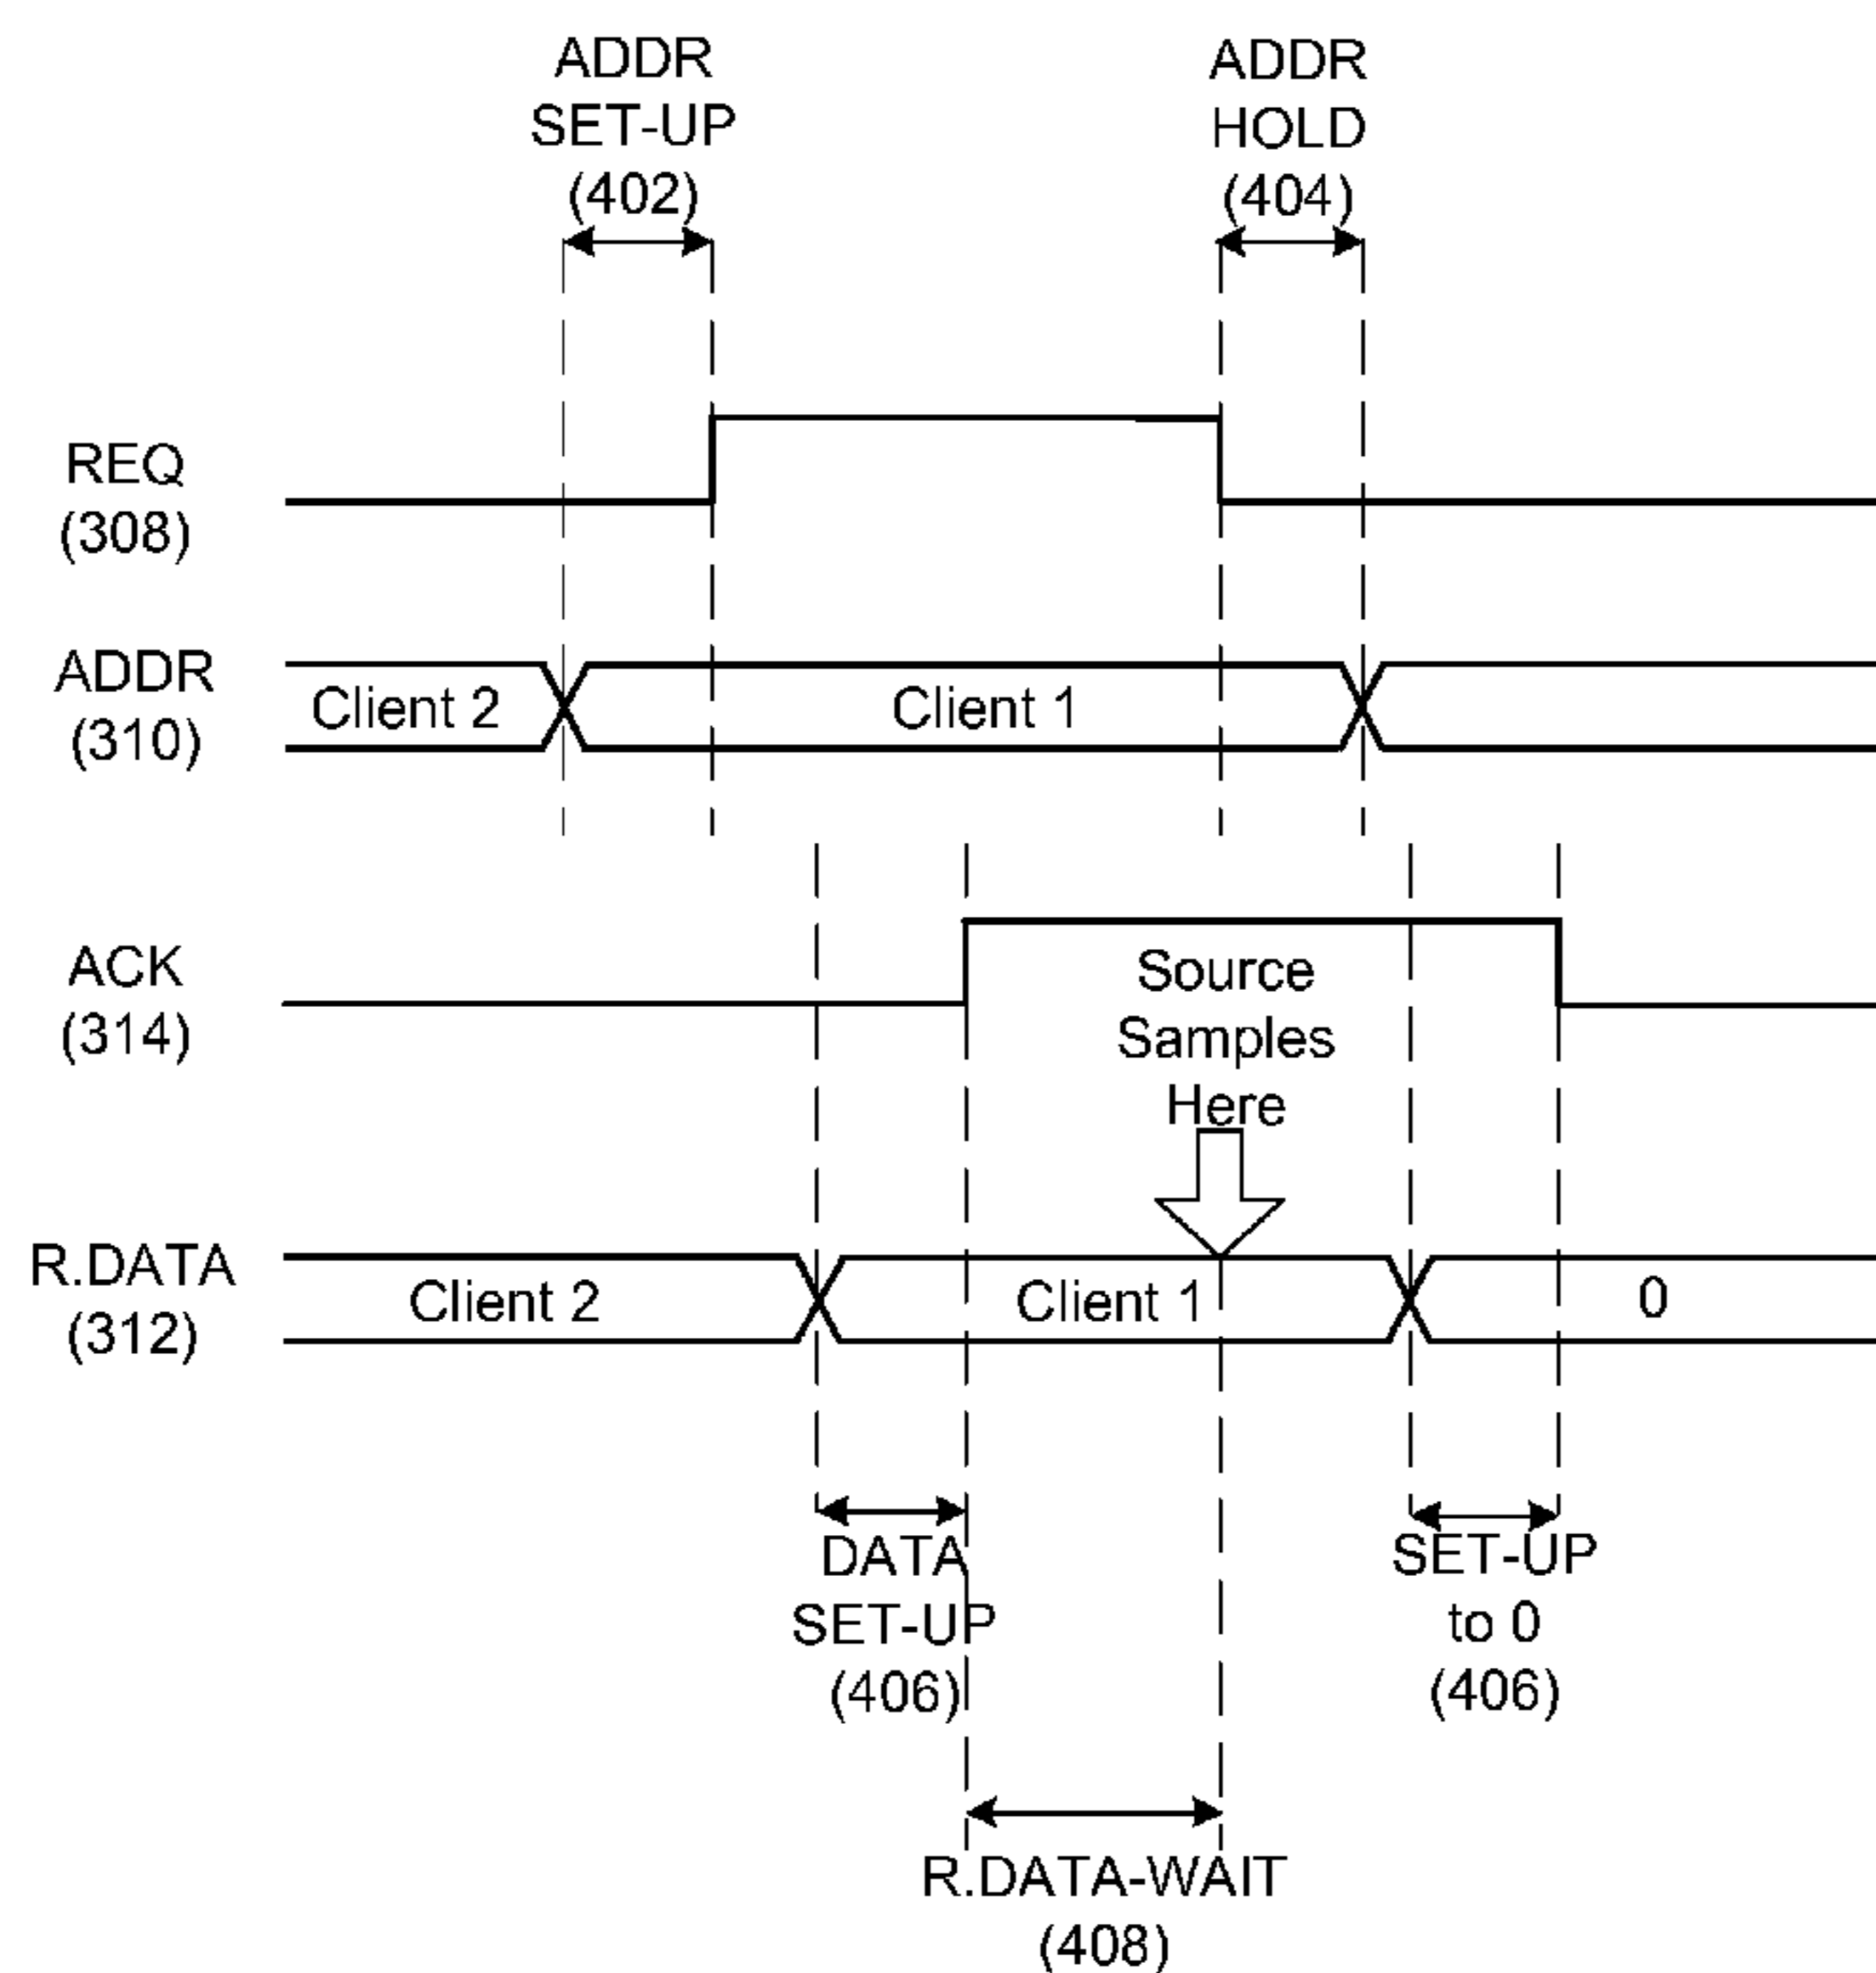 ADDR
SET-UP
(402)
ADDR
HOLD
(404)
REQ
(308)
ADDR
(310)
Client 2
Client 1
ACK
(314)
Source
Samples
Here
R.DATA
(312)
Client 2
Client 1
0
DATA
SET-UP
(406)
SET-UP
to 0
(406)
R.DATA-WAIT
(408)